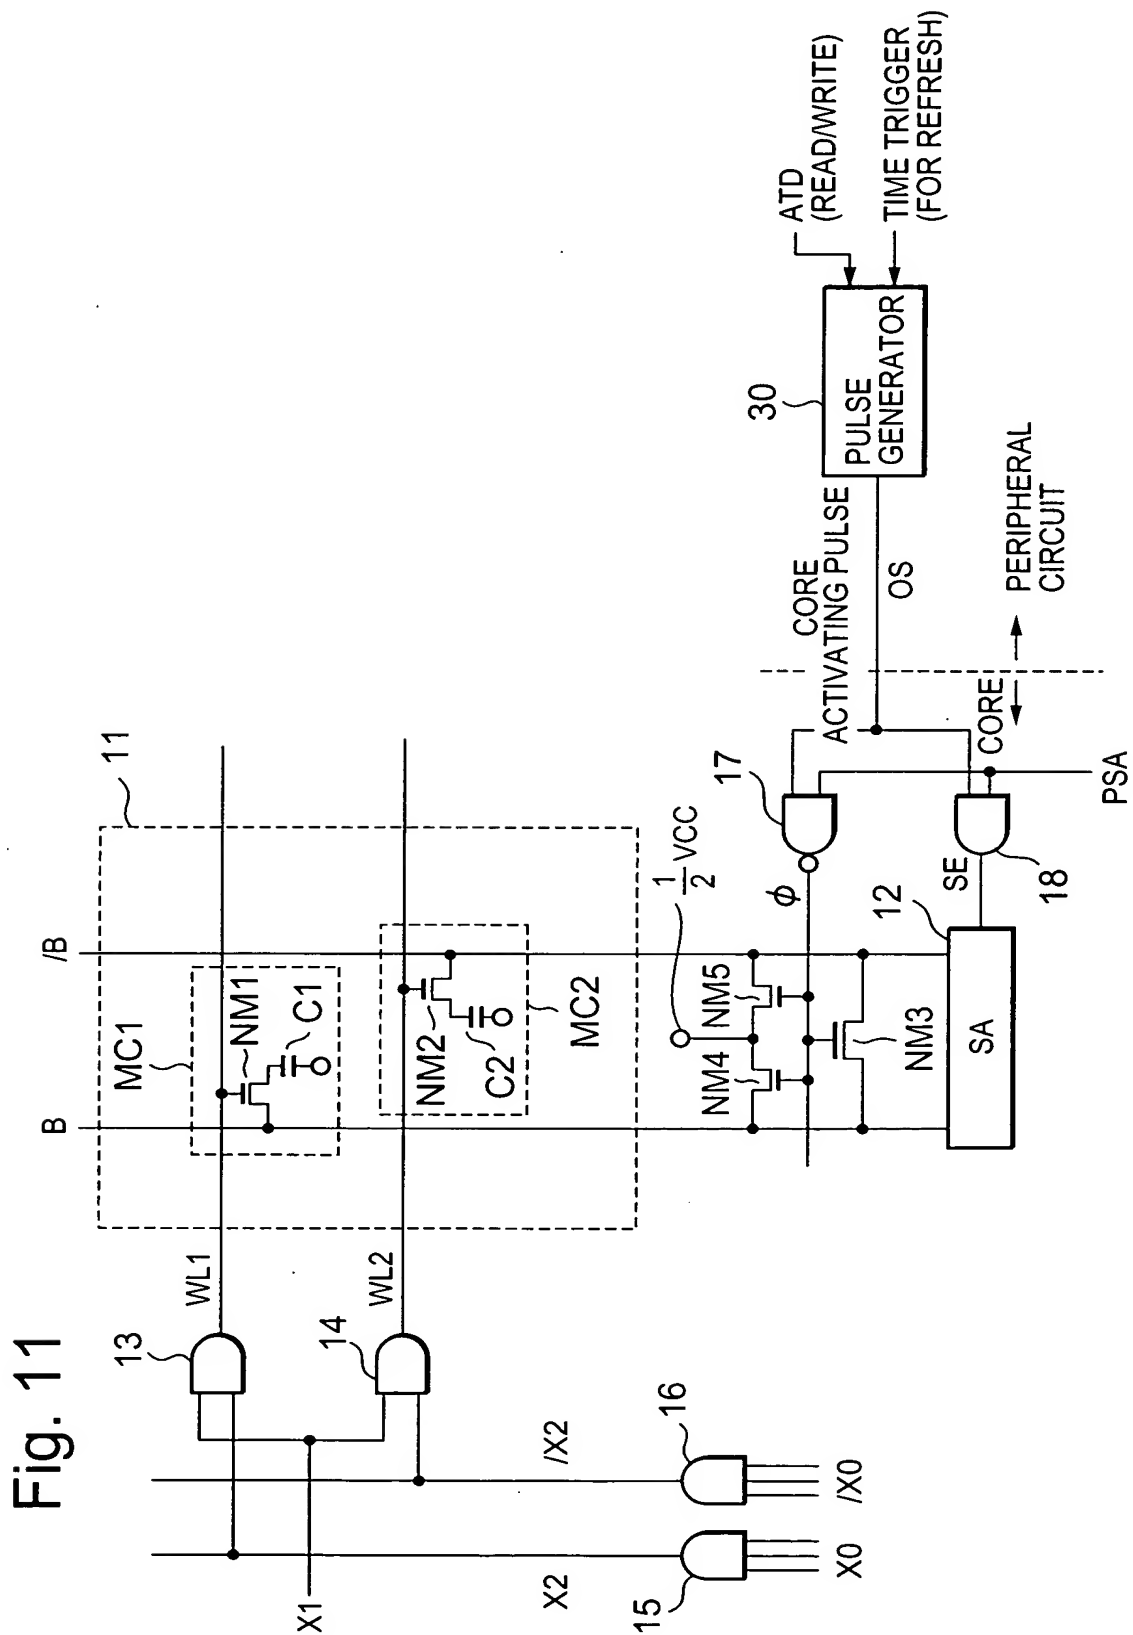 Fig. 11
11
/B
B
MC1
NM1
C1
NM2
C2
MC2
WL1
WL2
13
14
X1
X2
/X2
15
16
X0
/X0
1/2 VCC
NM4
NM5
NM3
φ
17
18
12
SA
SE
PSA
CORE
PERIPHERAL
CIRCUIT
CORE
ACTIVATING PULSE
OS
30
PULSE
GENERATOR
ATD
(READ/WRITE)
TIME TRIGGER
(FOR REFRESH)